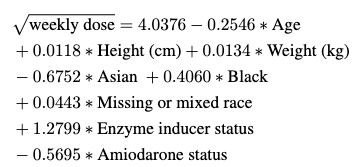 √weekly dose = 4.0376 − 0.2546 ∗ Age
+ 0.0118 ∗ Height (cm) + 0.0134 ∗ Weight (kg)
− 0.6752 ∗ Asian + 0.4060 ∗ Black
+ 0.0443 ∗ Missing or mixed race
+ 1.2799 ∗ Enzyme inducer status
− 0.5695 ∗ Amiodarone status